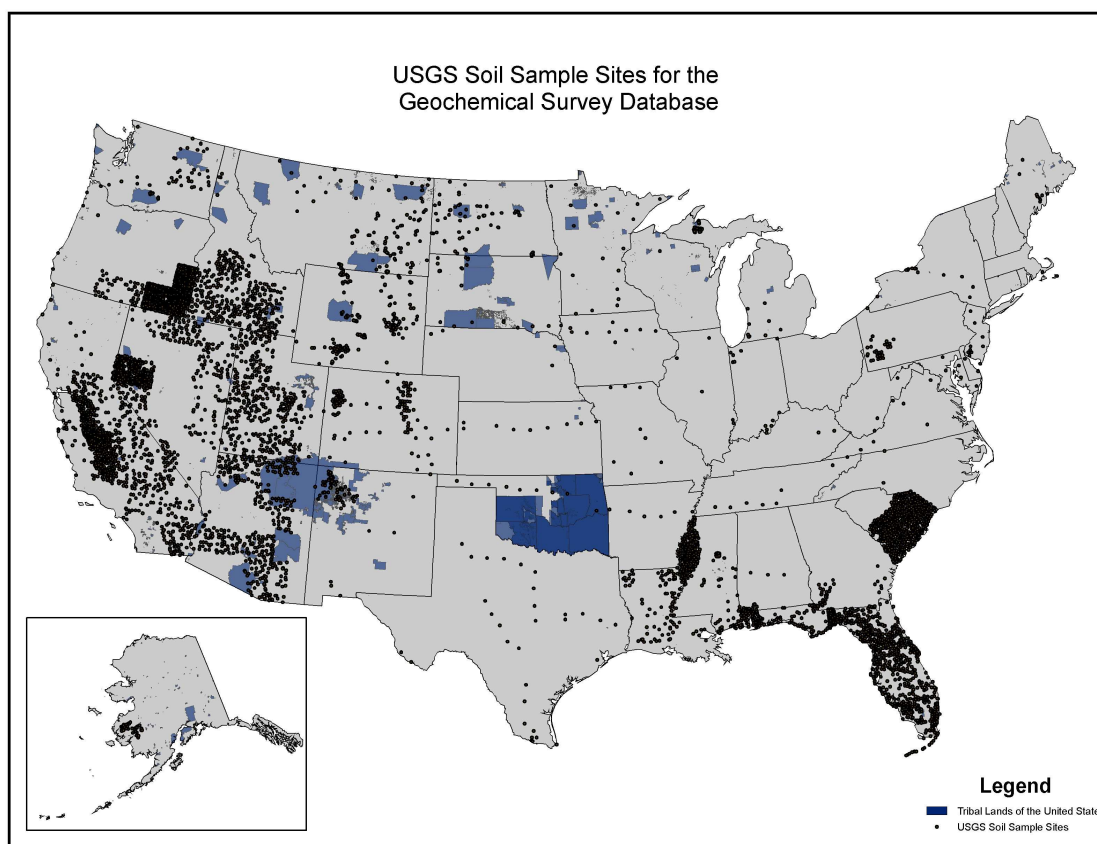 USGS Soil Sample Sites for the
Geochemical Survey Database
Legend
Tribal Lands of the United State
USGS Soil Sample Sites